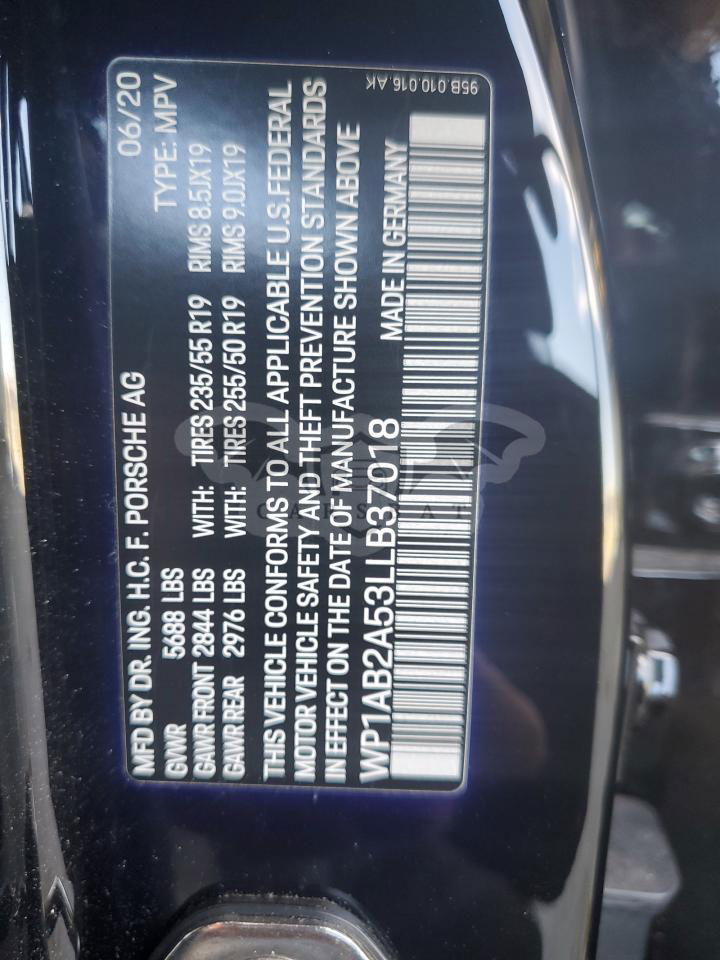 MFD BY DR. ING. H.C. F. PORSCHE AG 06/20
GVWR 5688 LBS TYPE: MPV
GAWR FRONT 2844 LBS WITH: TIRES 235/55 R19 RIMS 8.5JX19
GAWR REAR 2976 LBS WITH: TIRES 255/50 R19 RIMS 9.0JX19
THIS VEHICLE CONFORMS TO ALL APPLICABLE U.S.FEDERAL
MOTOR VEHICLE SAFETY AND THEFT PREVENTION STANDARDS
IN EFFECT ON THE DATE OF MANUFACTURE SHOWN ABOVE
WP1AB2A53LLB37018 MADE IN GERMANY
95B.010.016.AK